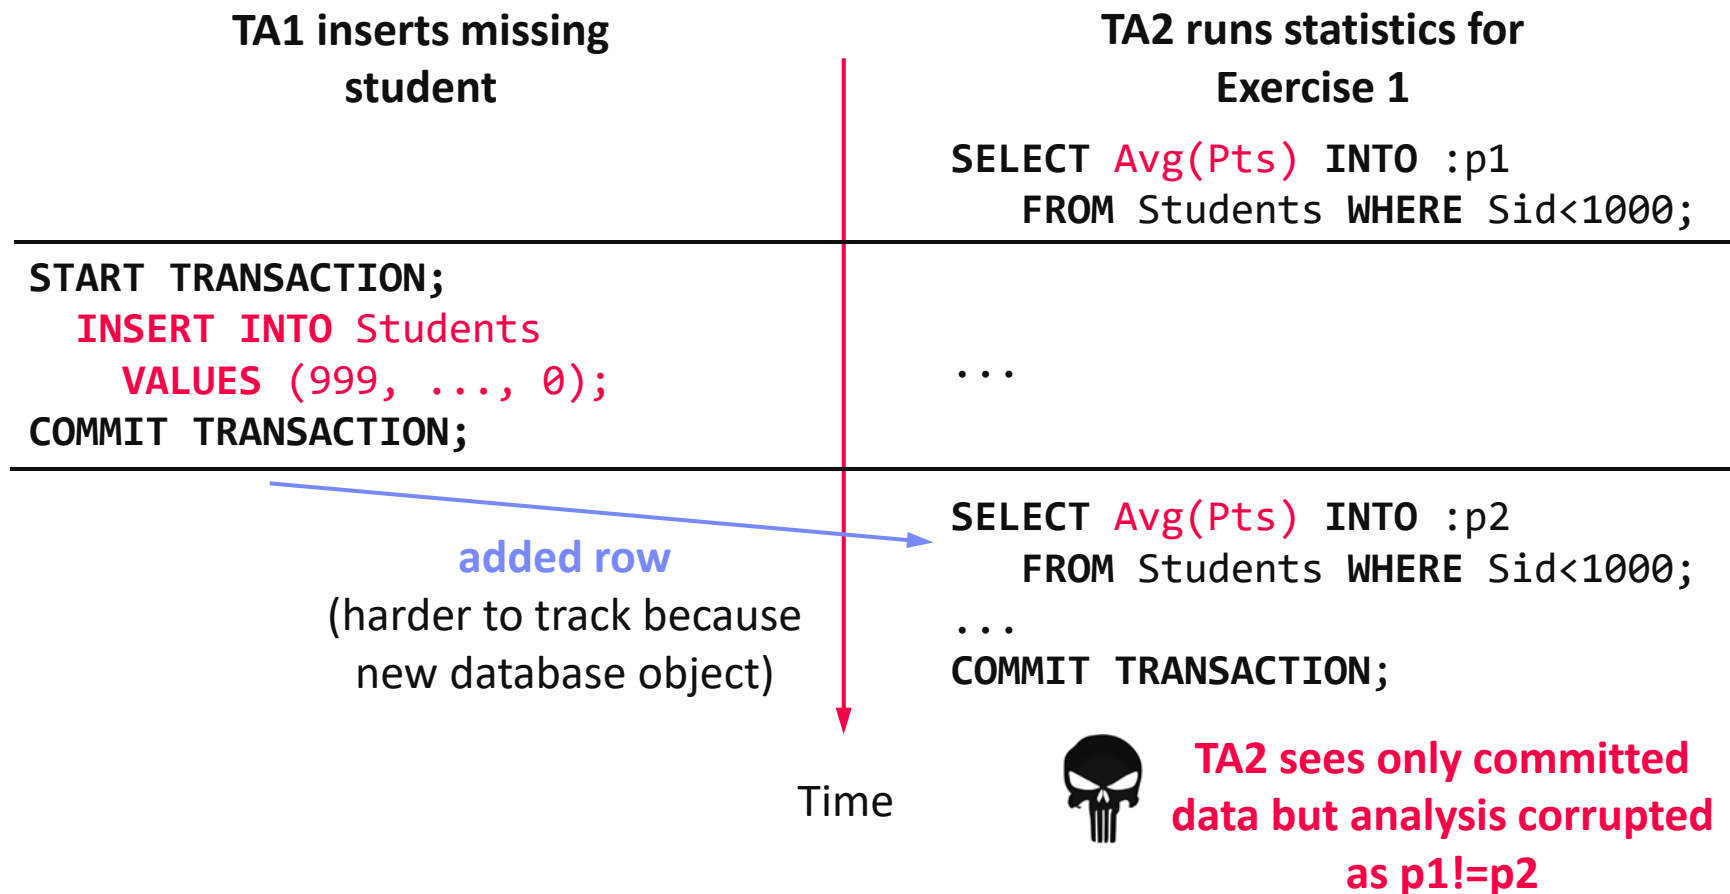 TA1 inserts missing
student
TA2 runs statistics for
Exercise 1
SELECT Avg(Pts) INTO :p1
FROM Students WHERE Sid<1000;
START TRANSACTION;
INSERT INTO Students
VALUES (999, ..., 0);
COMMIT TRANSACTION;
...
added row
(harder to track because
new database object)
SELECT Avg(Pts) INTO :p2
FROM Students WHERE Sid<1000;
...
COMMIT TRANSACTION;
Time
TA2 sees only committed
data but analysis corrupted
as p1!=p2